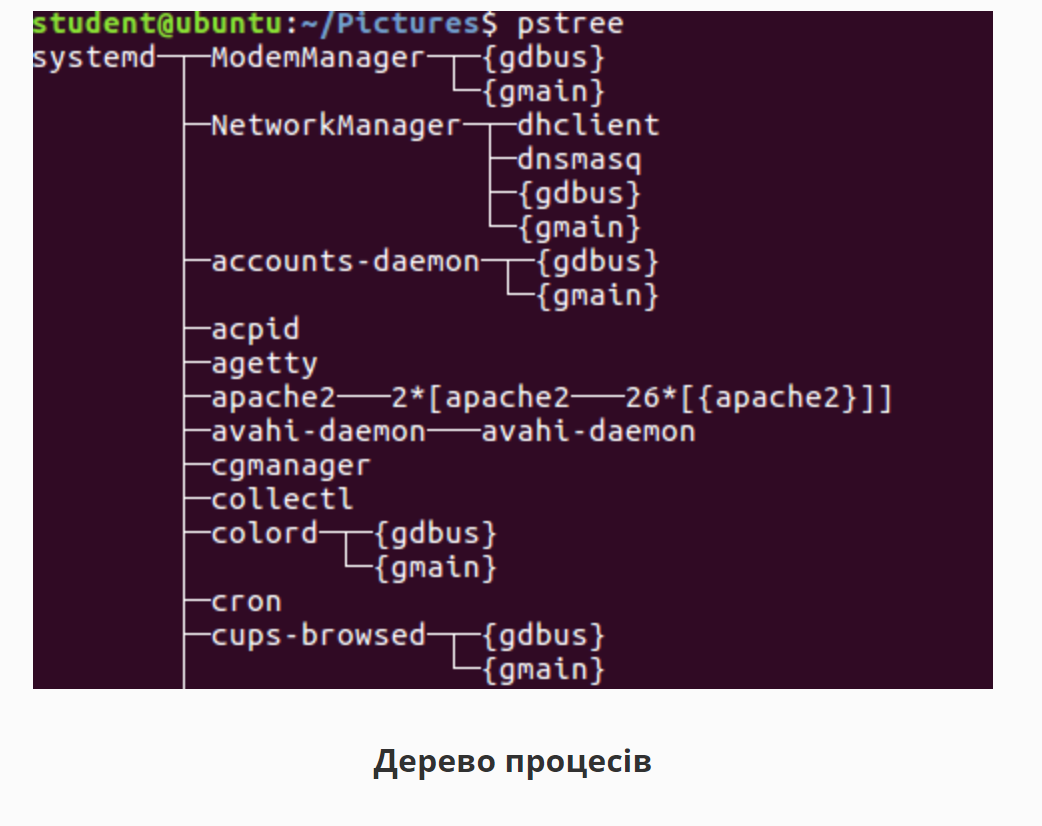 student@ubuntu:~/Pictures$ pstree
systemd─┬─ModemManager─┬─{gdbus}
        │              └─{gmain}
        ├─NetworkManager─┬─dhclient
        │                ├─dnsmasq
        │                ├─{gdbus}
        │                └─{gmain}
        ├─accounts-daemon─┬─{gdbus}
        │                 └─{gmain}
        ├─acpid
        ├─agetty
        ├─apache2───2*[apache2───26*[{apache2}]]
        ├─avahi-daemon───avahi-daemon
        ├─cgmanager
        ├─collectl
        ├─colord─┬─{gdbus}
        │        └─{gmain}
        ├─cron
        ├─cups-browsed─┬─{gdbus}
        │              └─{gmain}
Дерево процесів